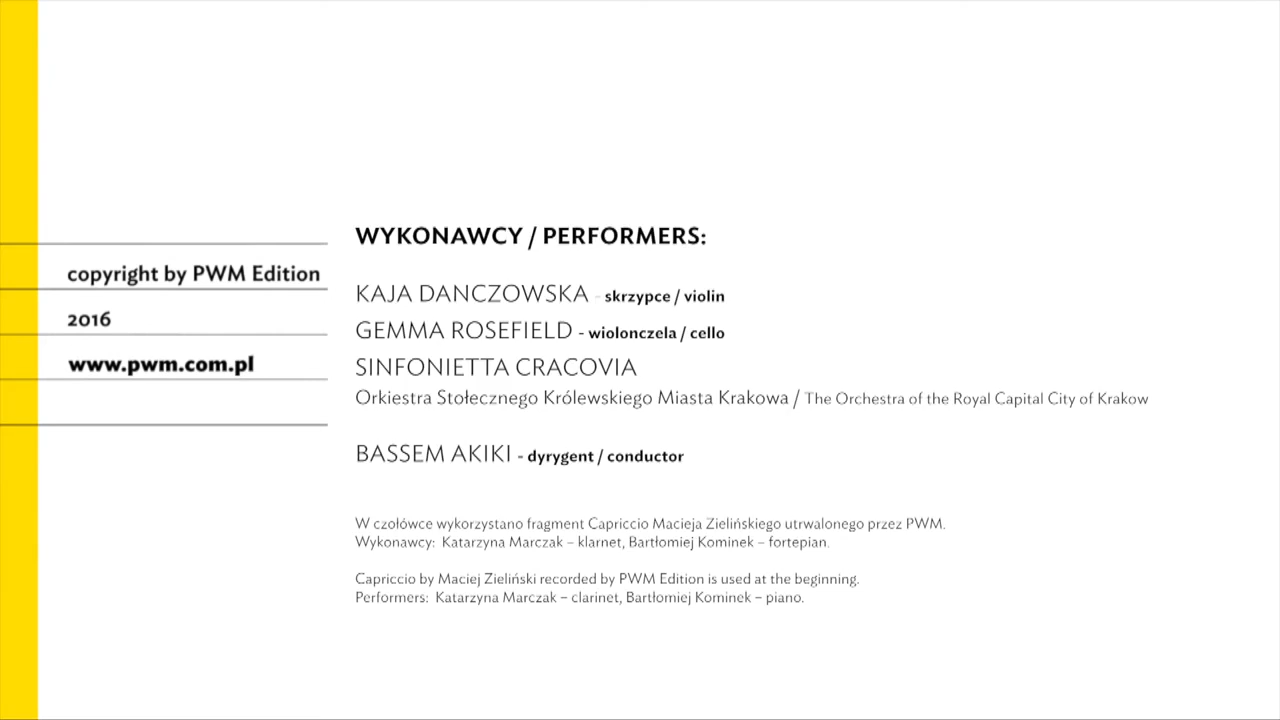 copyright by PWM Edition
2016
www.pwm.com.pl
WYKONAWCY / PERFORMERS:
KAJA DANCZOWSKA - skrzypce / violin
GEMMA ROSEFIELD - wiolonczela / cello
SINFONIETTA CRACOVIA
Orkiestra Stołecznego Królewskiego Miasta Krakowa / The Orchestra of the Royal Capital City of Krakow
BASSEM AKIKI - dyrygent / conductor
W czołówce wykorzystano fragment Capriccio Macieja Zielińskiego utrwalonego przez PWM.
Wykonawcy: Katarzyna Marczak – klarnet, Bartłomiej Kominek – fortepian.
Capriccio by Maciej Zieliński recorded by PWM Edition is used at the beginning.
Performers: Katarzyna Marczak – clarinet, Bartłomiej Kominek – piano.